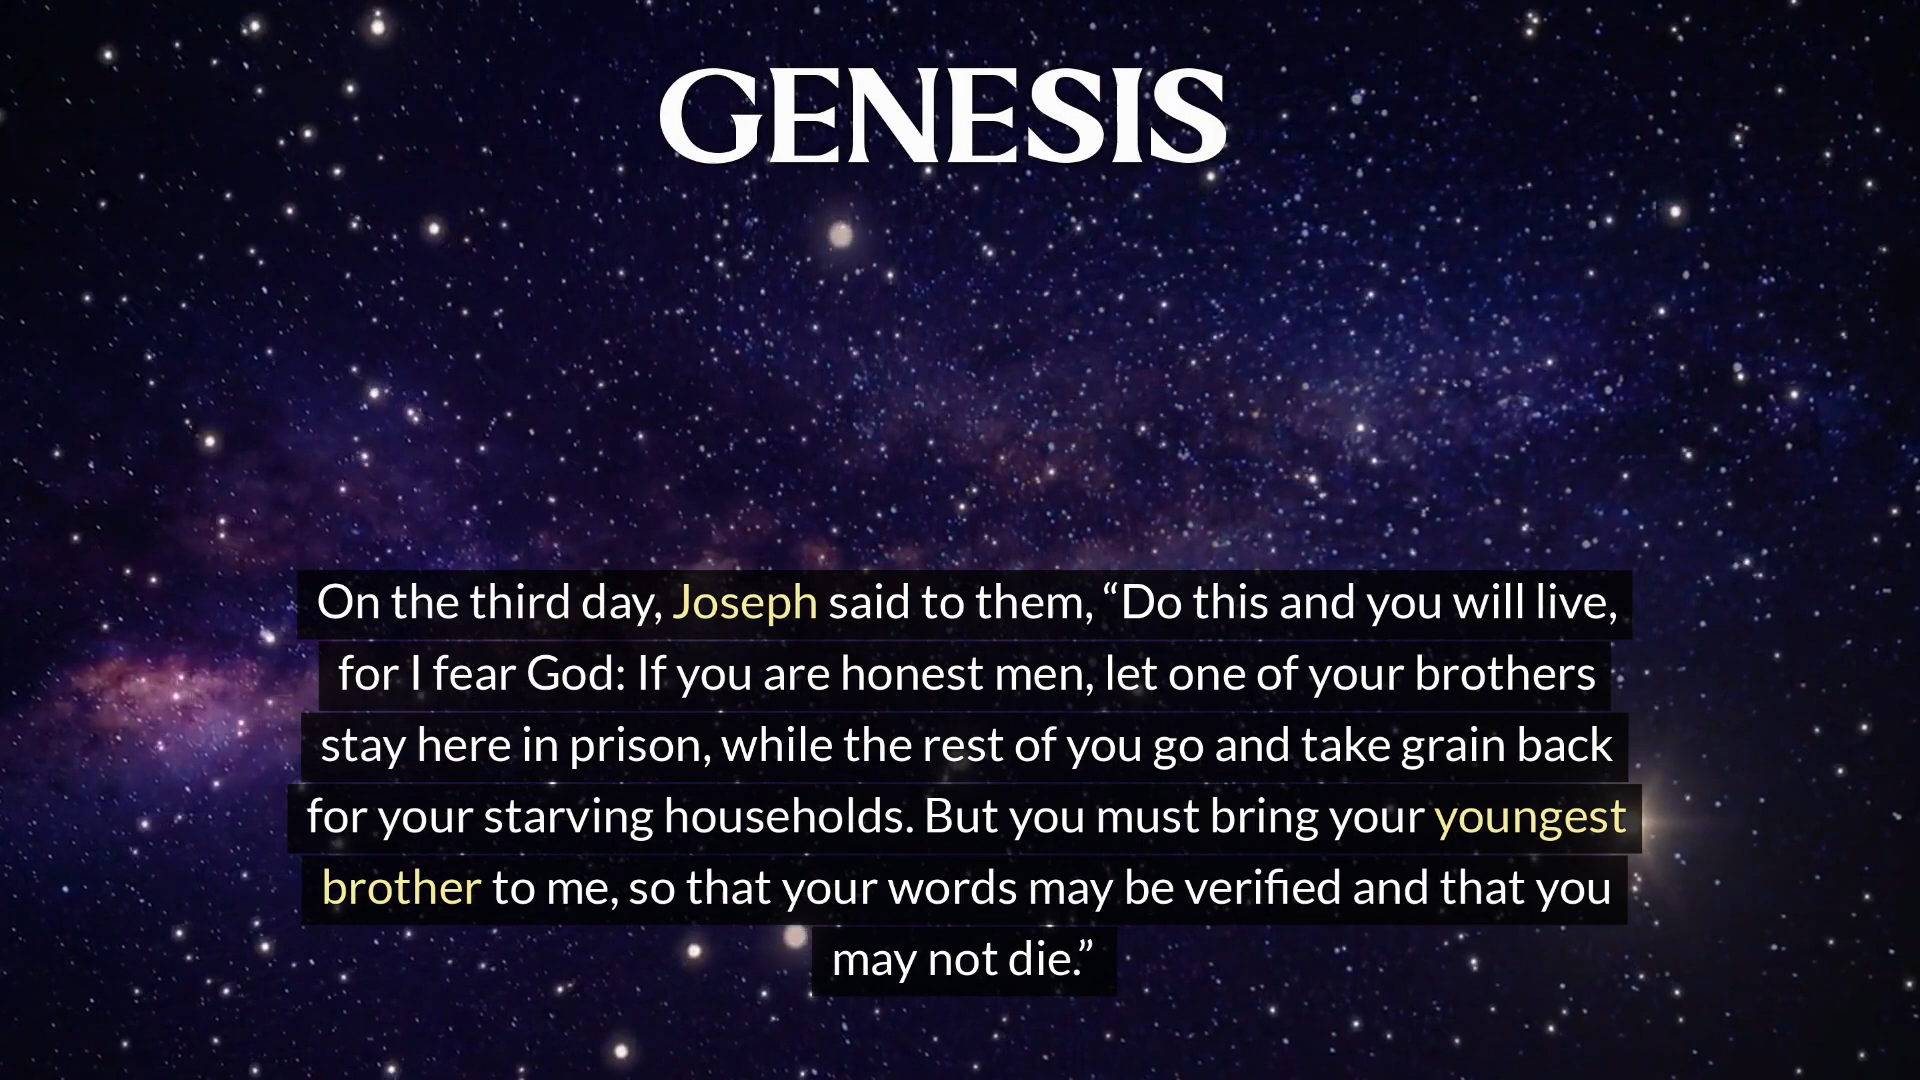 GENESIS
On the third day, Joseph said to them, “Do this and you will live,
for I fear God: If you are honest men, let one of your brothers
stay here in prison, while the rest of you go and take grain back
for your starving households. But you must bring your youngest
brother to me, so that your words may be verified and that you
may not die.”